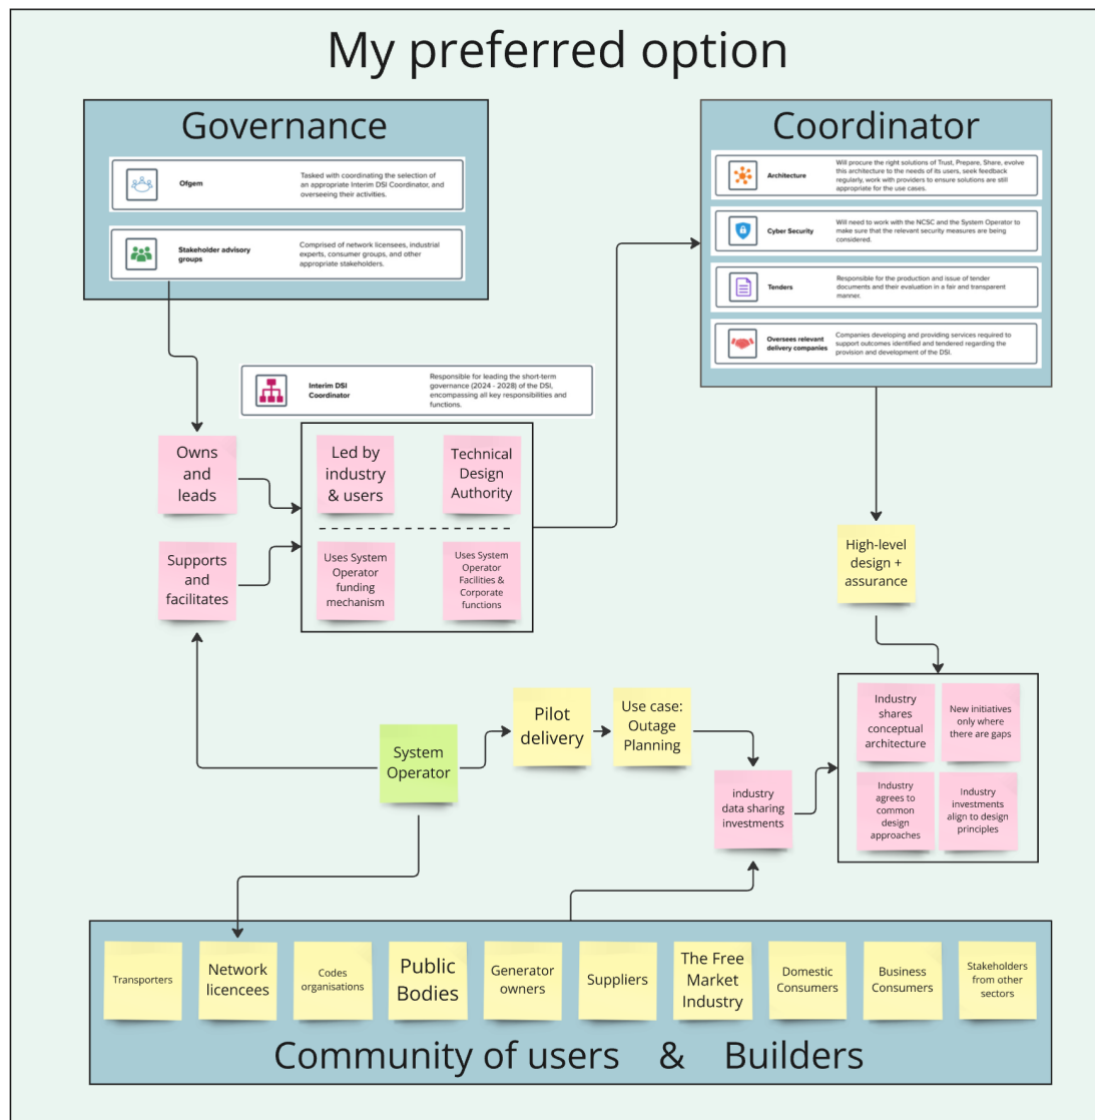 My preferred option
Governance
Ofgem
Tasked with coordinating the selection of
an appropriate Interim DSI Coordinator, and
overseeing their activities.
Stakeholder advisory
groups
Comprised of network licensees, industrial
experts, consumer groups, and other
appropriate stakeholders.
Coordinator
Architecture
Will procure the right solutions of Trust, Prepare, Share, evolve
this architecture to the needs of its users, seek feedback
regularly, work with providers to ensure solutions are still
appropriate for the use cases.
Cyber Security
Will need to work with the NCSC and the System Operator to
make sure that the relevant security measures are being
considered.
Tenders
Responsible for the production and issue of tender
documents and their evaluation in a fair and transparent
manner.
Oversees relevant
delivery companies
Companies developing and providing services required to
support outcomes identified and tendered regarding the
provision and development of the DSI.
Interim DSI
Coordinator
Responsible for leading the short-term
governance (2024 - 2028) of the DSI,
encompassing all key responsibilities and
functions.
Owns
and
leads
Led by
industry
& users
Technical
Design
Authority
Supports
and
facilitates
Uses System
Operator
funding
mechanism
Uses System
Operator
Facilities &
Corporate
functions
High-level
design +
assurance
System
Operator
Pilot
delivery
Use case:
Outage
Planning
industry
data sharing
investments
Industry
shares
conceptual
architecture
New initiatives
only where
there are gaps
Industry
agrees to
common
design
approaches
Industry
investments
align to design
principles
Transporters
Network
licencees
Codes
organisations
Public
Bodies
Generator
owners
Suppliers
The Free
Market
Industry
Domestic
Consumers
Business
Consumers
Stakeholders
from other
sectors
Community of users & Builders